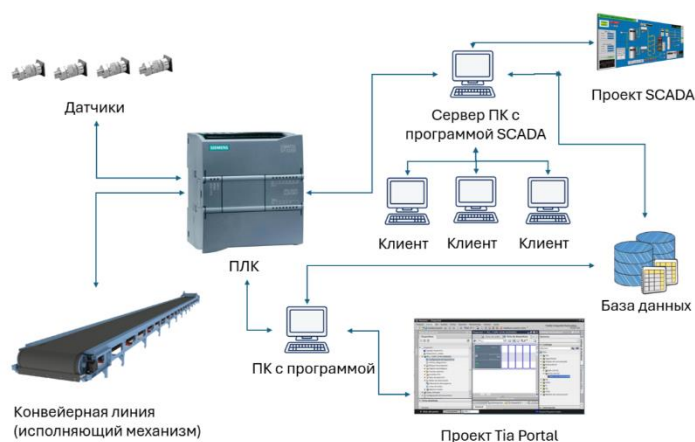 Датчики
SIEMENS
Проект SCADA
Сервер ПК с
программой SCADA
Клиент
Клиент
Клиент
ПЛК
База данных
ПК с программой
Конвейерная линия
(исполняющий механизм)
Проект Tia Portal